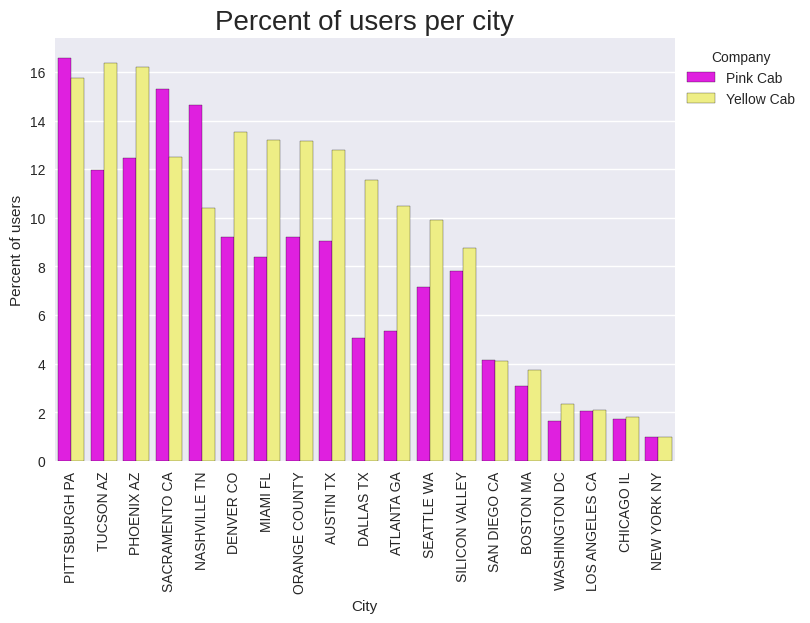 Percent of users per city
Company
Pink Cab
Yellow Cab
Percent of users
16
14
12
10
8
6
4
2
0
PITTSBURGH PA
TUCSON AZ
PHOENIX AZ
SACRAMENTO CA
NASHVILLE TN
DENVER CO
MIAMI FL
ORANGE COUNTY
AUSTIN TX
DALLAS TX
ATLANTA GA
SEATTLE WA
SILICON VALLEY
SAN DIEGO CA
BOSTON MA
WASHINGTON DC
LOS ANGELES CA
CHICAGO IL
NEW YORK NY
City